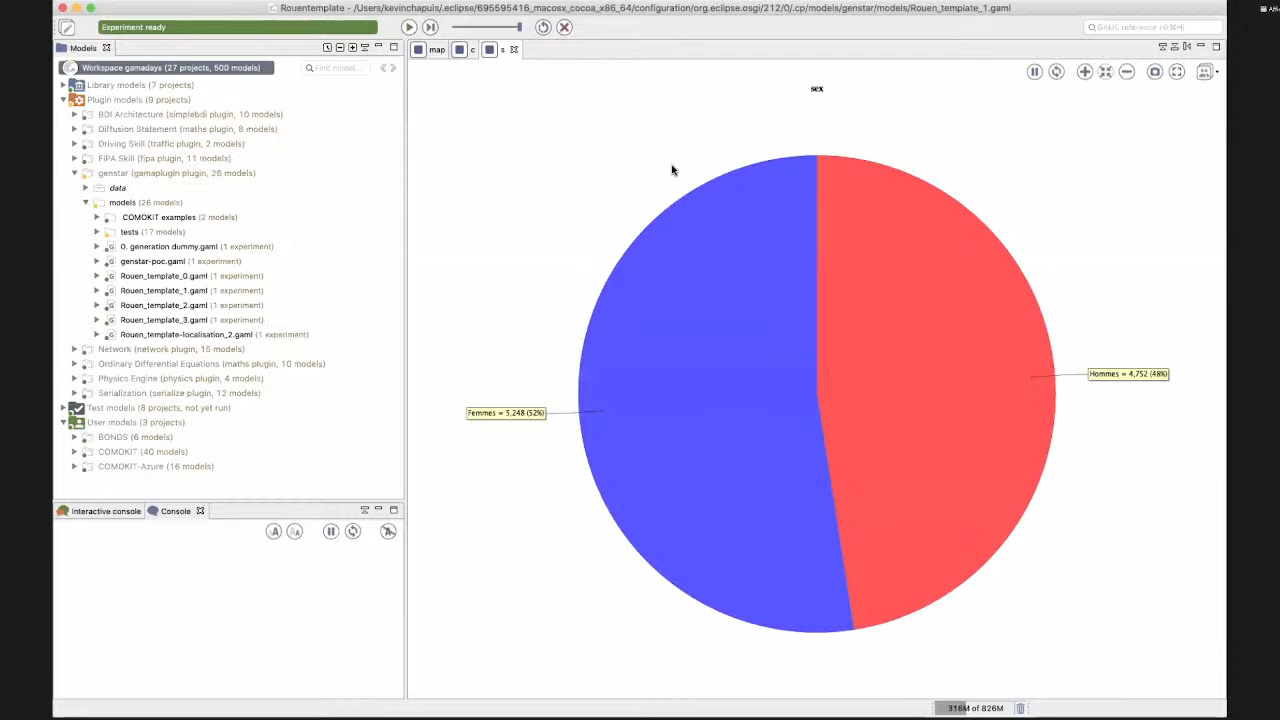 Rouentemplate - /Users/kevinchapuis/.eclipse/695595416_macosx_cocoa_x86_64/configuration/org.eclipse.osgi/212/0/.cp/models/genstar/models/Rouen_template_1.gaml
Experiment ready
GAML reference (⇧⌘H)
Models
map
c
s
Workspace gamadays (27 projects, 500 models)
Find model...
Library models (7 projects)
Plugin models (9 projects)
BDI Architecture (simplebdi plugin, 10 models)
Diffusion Statement (maths plugin, 8 models)
Driving Skill (traffic plugin, 2 models)
FIPA Skill (fipa plugin, 11 models)
genstar (gamaplugin plugin, 26 models)
data
models (26 models)
COMOKIT examples (2 models)
tests (17 models)
0. generation dummy.gaml (1 experiment)
genstar-poc.gaml (1 experiment)
Rouen_template_0.gaml (1 experiment)
Rouen_template_1.gaml (1 experiment)
Rouen_template_2.gaml (1 experiment)
Rouen_template_3.gaml (1 experiment)
Rouen_template-localisation_2.gaml (1 experiment)
Network (network plugin, 15 models)
Ordinary Differential Equations (maths plugin, 10 models)
Physics Engine (physics plugin, 4 models)
Serialization (serialize plugin, 12 models)
Test models (8 projects, not yet run)
User models (3 projects)
BONDS (6 models)
COMOKIT (40 models)
COMOKIT-Azure (16 models)
sex
Hommes = 4,752 (48%)
Femmes = 5,248 (52%)
Interactive console
Console
316M of 826M